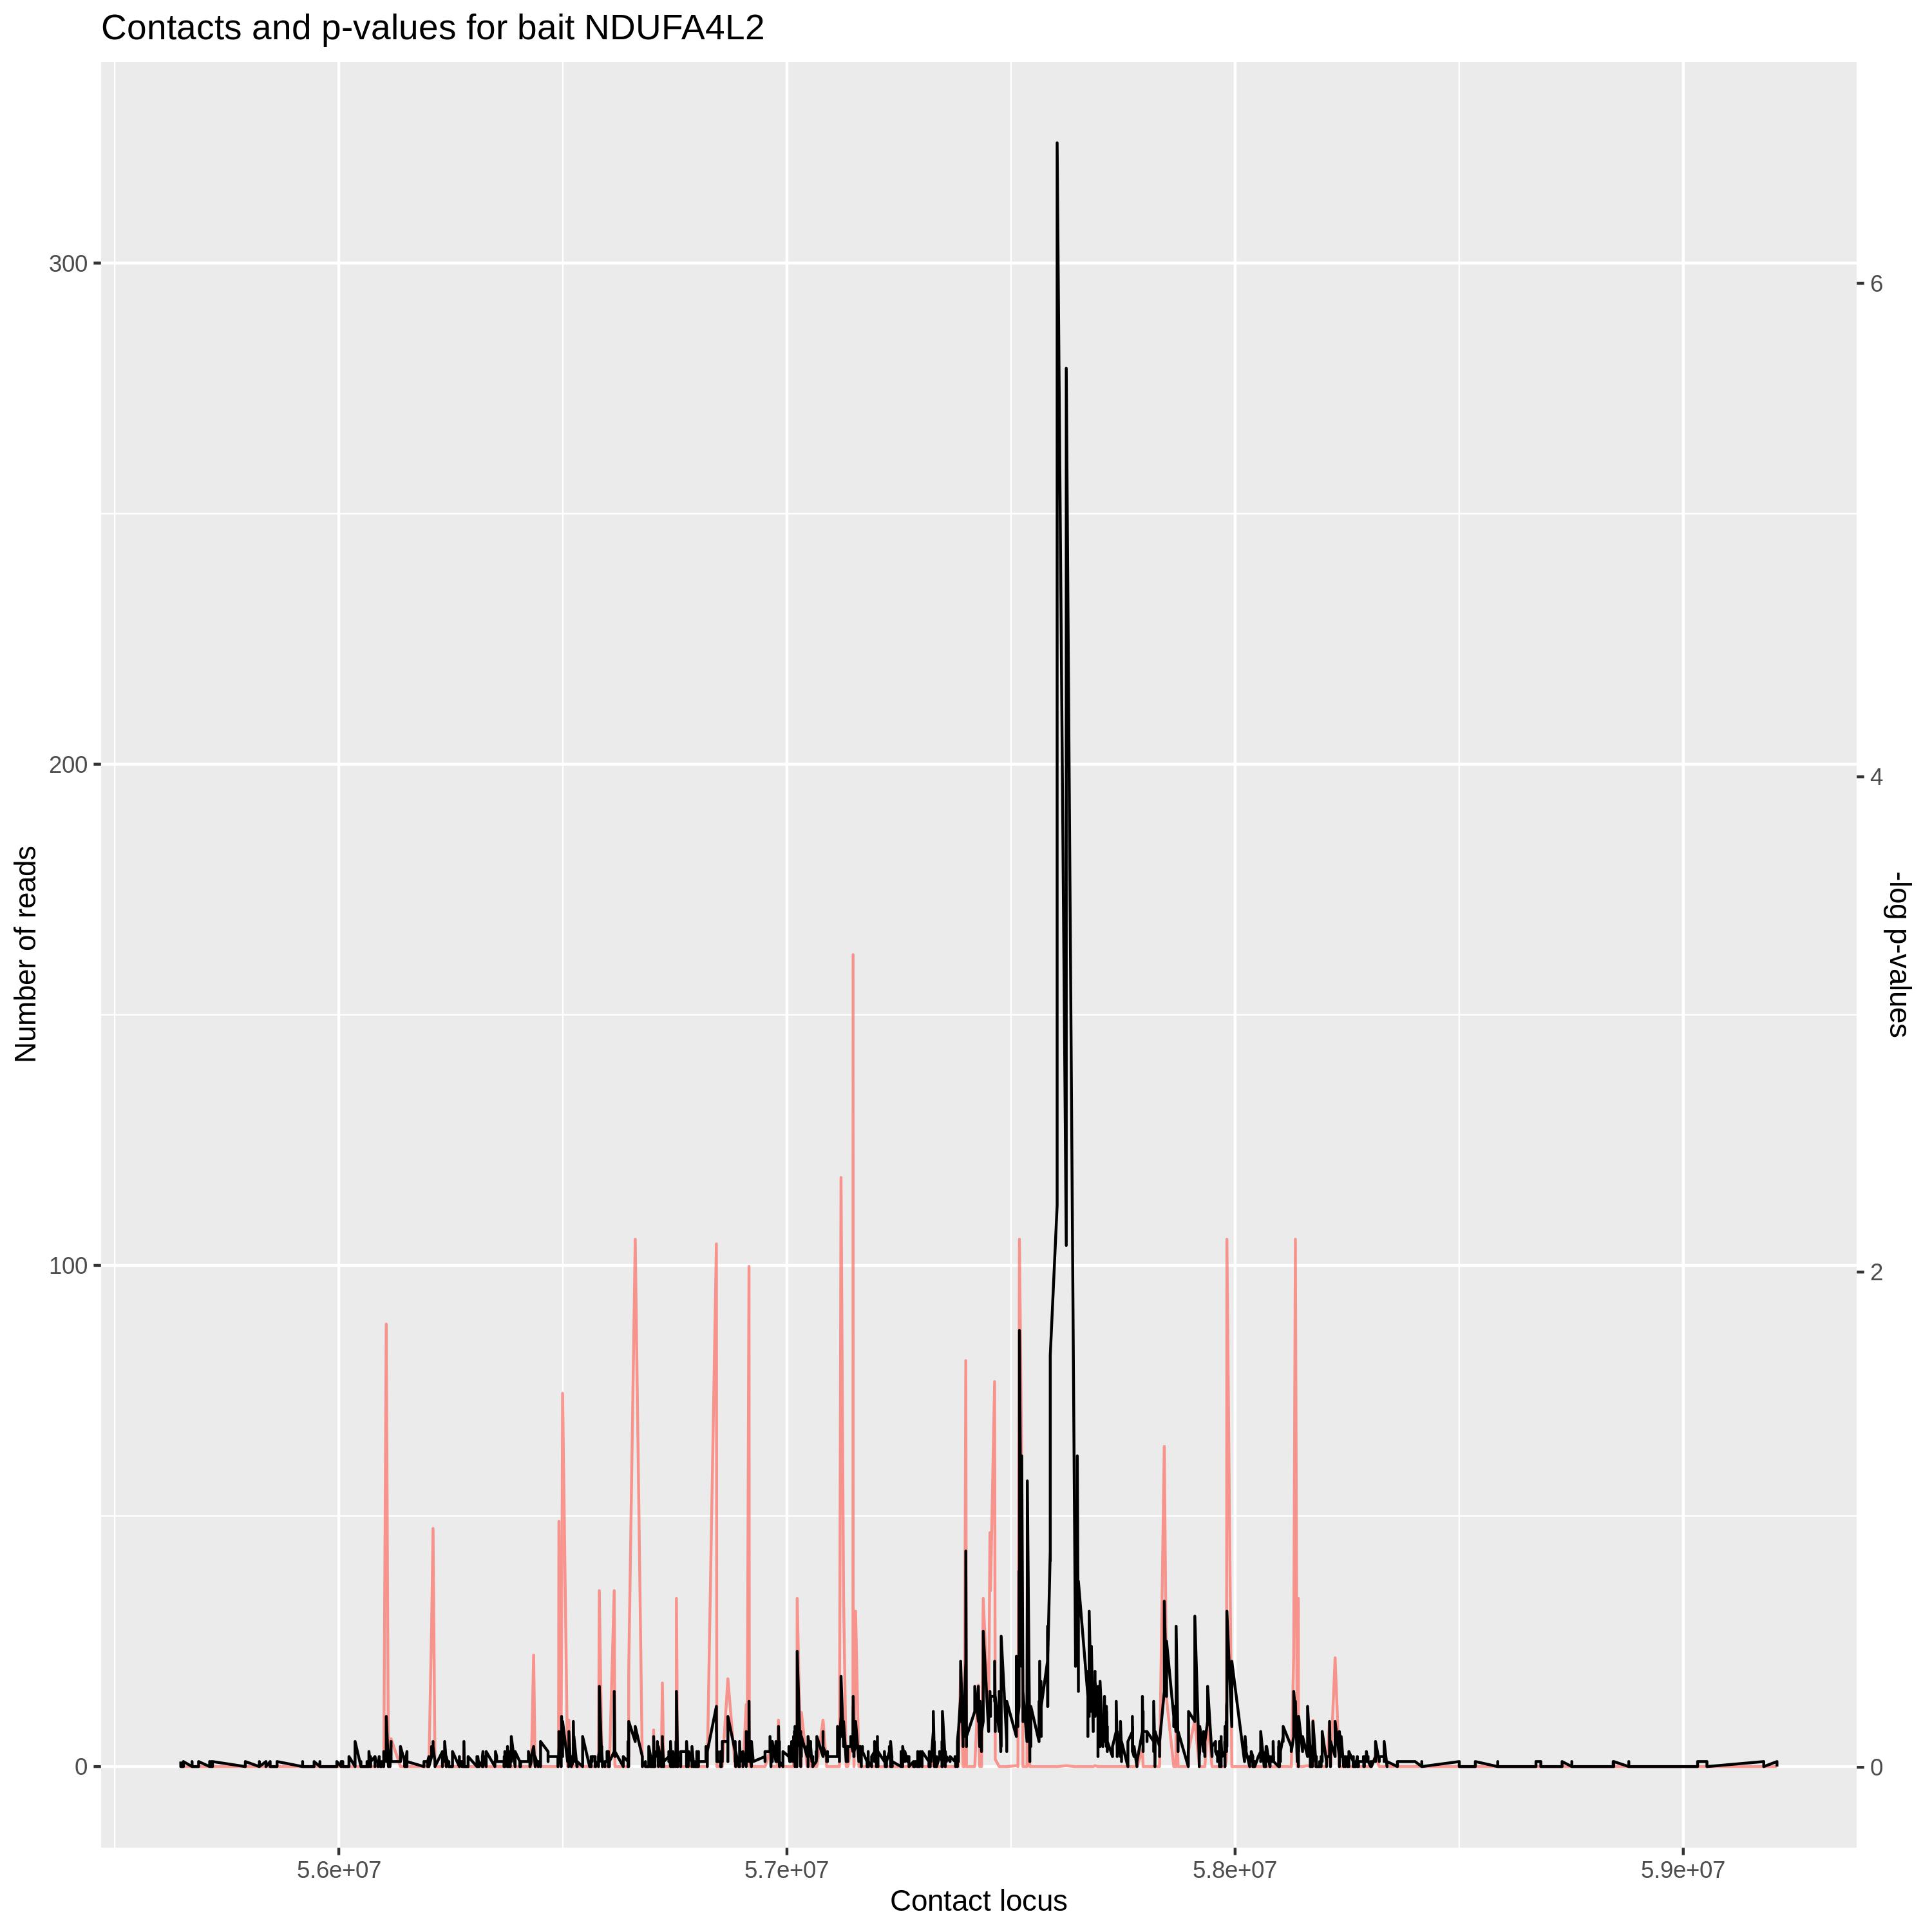 Contacts and p-values for bait NDUFA4L2
300
200
100
0
Number of reads
6
4
2
0
-log p-values
5.6e+07
5.7e+07
5.8e+07
5.9e+07
Contact locus